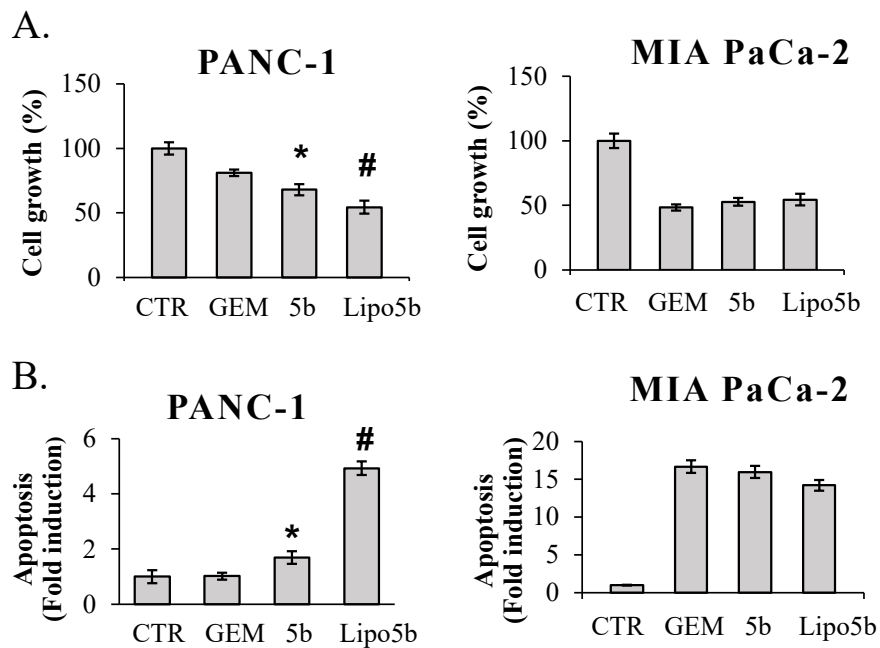 A.
PANC-1
Cell growth (%)
150
100
50
0
*
#
CTR GEM 5b Lipo5b
MIA PaCa-2
Cell growth (%)
150
100
50
0
CTR GEM 5b Lipo5b
B.
PANC-1
Apoptosis
(Fold induction)
6
4
2
0
*
#
CTR GEM 5b Lipo5b
MIA PaCa-2
Apoptosis
(Fold induction)
20
15
10
5
0
CTR GEM 5b Lipo5b